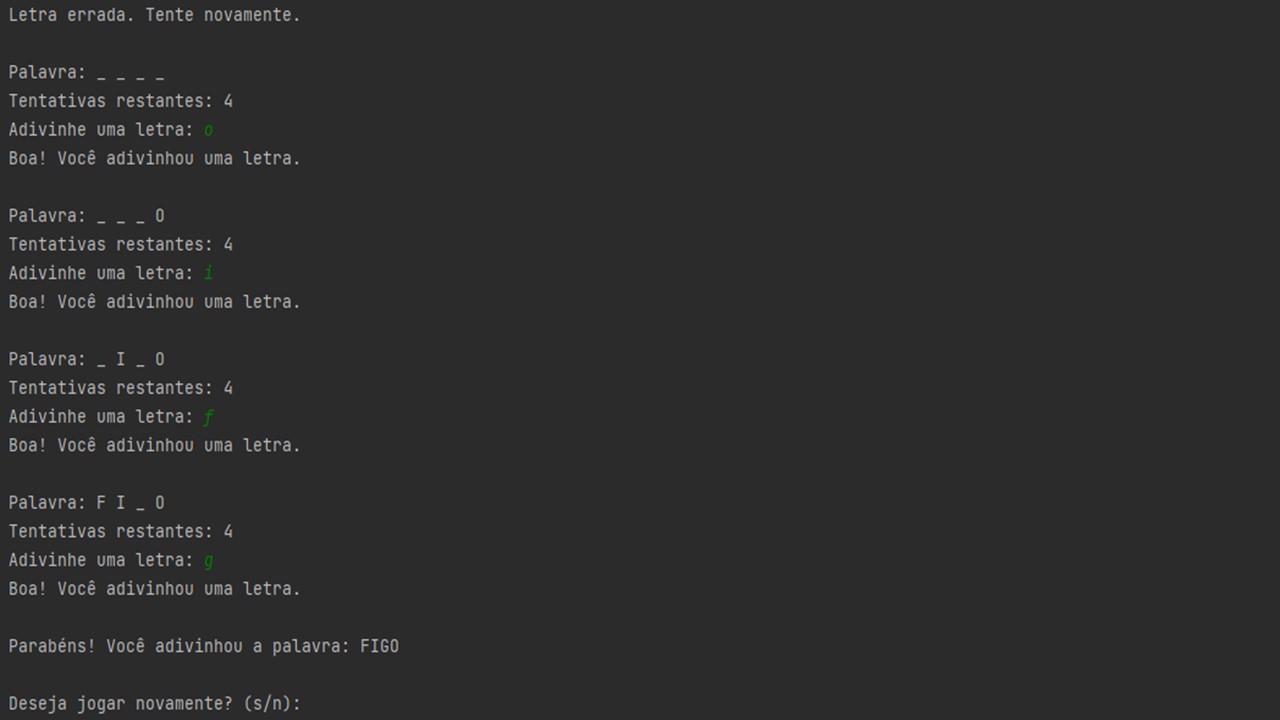 Letra errada. Tente novamente.
Palavra: _ _ _ _
Tentativas restantes: 4
Adivinhe uma letra: o
Boa! Você adivinhou uma letra.
Palavra: _ _ _ O
Tentativas restantes: 4
Adivinhe uma letra: i
Boa! Você adivinhou uma letra.
Palavra: _ I _ O
Tentativas restantes: 4
Adivinhe uma letra: f
Boa! Você adivinhou uma letra.
Palavra: F I _ O
Tentativas restantes: 4
Adivinhe uma letra: g
Boa! Você adivinhou uma letra.
Parabéns! Você adivinhou a palavra: FIGO
Deseja jogar novamente? (s/n):